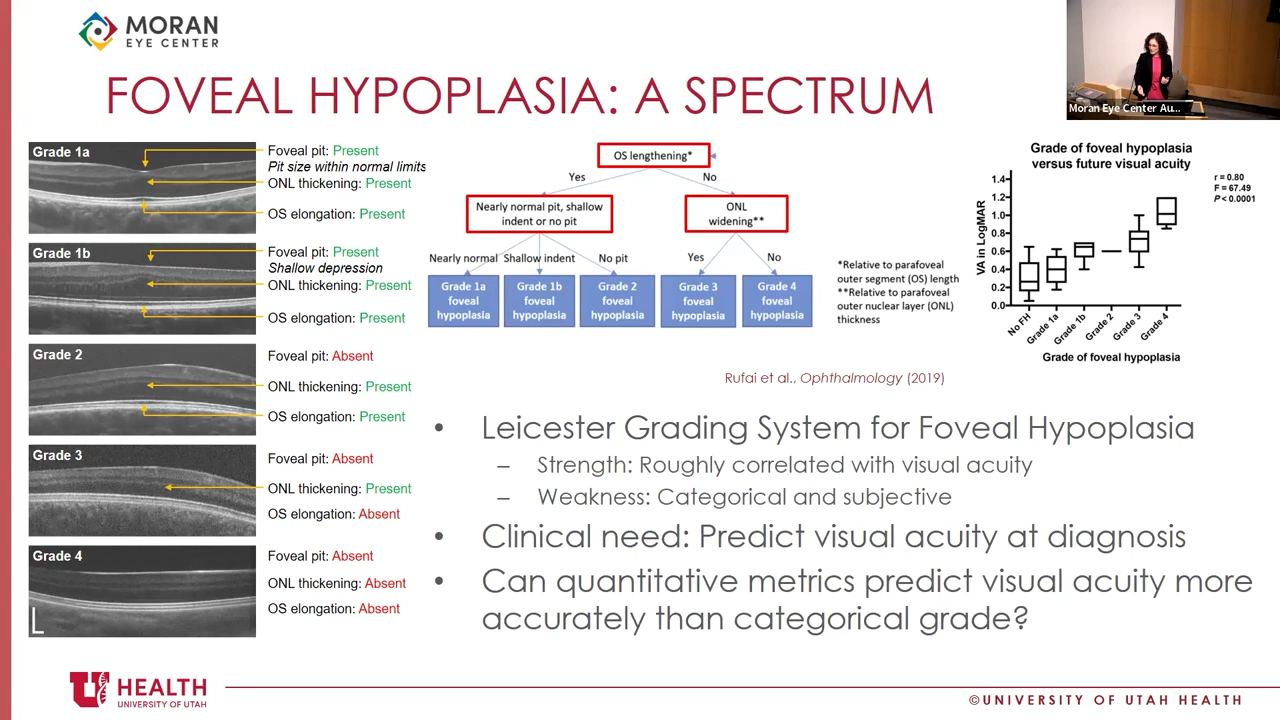 MORAN
EYE CENTER
Moran Eye Center Au...
FOVEAL HYPOPLASIA: A SPECTRUM
Grade 1a
Foveal pit: Present
Pit size within normal limits
ONL thickening: Present
OS elongation: Present
Grade 1b
Foveal pit: Present
Shallow depression
ONL thickening: Present
OS elongation: Present
Grade 2
Foveal pit: Absent
ONL thickening: Present
OS elongation: Present
Grade 3
Foveal pit: Absent
ONL thickening: Present
OS elongation: Absent
Grade 4
Foveal pit: Absent
ONL thickening: Absent
OS elongation: Absent
OS lengthening*
Yes
No
Nearly normal pit, shallow
indent or no pit
ONL
widening**
Nearly normal
Shallow indent
No pit
Yes
No
Grade 1a
foveal
hypoplasia
Grade 1b
foveal
hypoplasia
Grade 2
foveal
hypoplasia
Grade 3
foveal
hypoplasia
Grade 4
foveal
hypoplasia
*Relative to parafoveal
outer segment (OS) length
**Relative to parafoveal
outer nuclear layer (ONL)
thickness
Grade of foveal hypoplasia
versus future visual acuity
r = 0.80
F = 67.49
P < 0.0001
VA in LogMAR
1.4
1.2
1.0
0.8
0.6
0.4
0.2
0.0
No FH
Grade 1a
Grade 1b
Grade 2
Grade 3
Grade 4
Grade of foveal hypoplasia
Rufai et al., Ophthalmology (2019)
• Leicester Grading System for Foveal Hypoplasia
– Strength: Roughly correlated with visual acuity
– Weakness: Categorical and subjective
• Clinical need: Predict visual acuity at diagnosis
• Can quantitative metrics predict visual acuity more
accurately than categorical grade?
U HEALTH
UNIVERSITY OF UTAH
©UNIVERSITY OF UTAH HEALTH